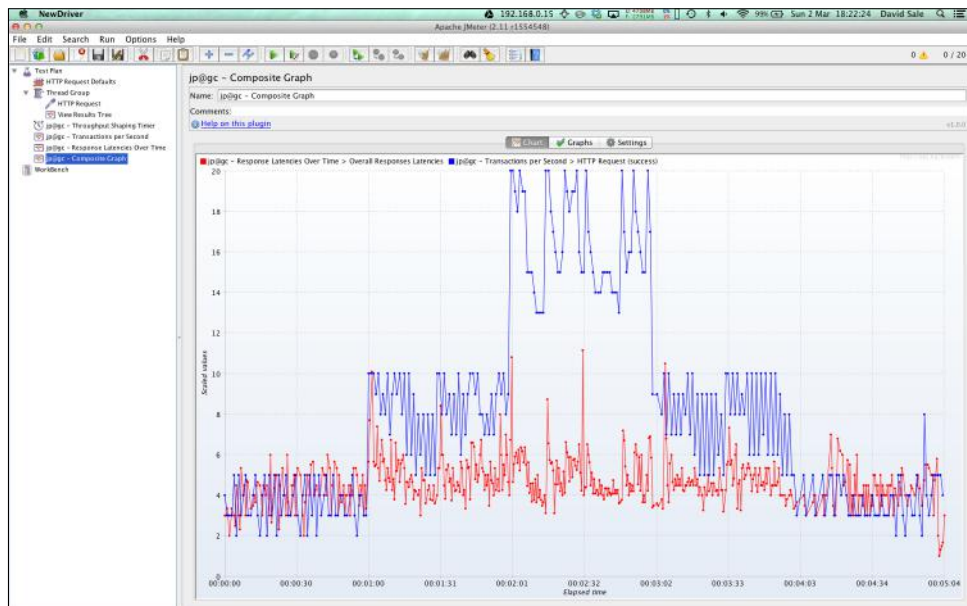 NewDriver
192.168.0.15
99%
Sun 2 Mar 18:22:24
David Sale
Apache JMeter (2.11 r1554548)
File Edit Search Run Options Help
0
0 / 20
Test Plan
HTTP Request Defaults
Thread Group
HTTP Request
View Results Tree
jp@gc - Throughput Shaping Timer
jp@gc - Transactions per Second
jp@gc - Response Latencies Over Time
jp@gc - Composite Graph
WorkBench
jp@gc - Composite Graph
Name: jp@gc - Composite Graph
Comments:
Help on this plugin
v1.0.0
Chart Graphs Settings
jp@gc - Response Latencies Over Time > Overall Responses Latencies
jp@gc - Transactions per Second > HTTP Request (success)
20
18
16
14
12
10
8
6
4
2
0
Scaled values
00:00:00 00:00:30 00:01:00 00:01:31 00:02:01 00:02:32 00:03:02 00:03:33 00:04:03 00:04:34 00:05:04
Elapsed time